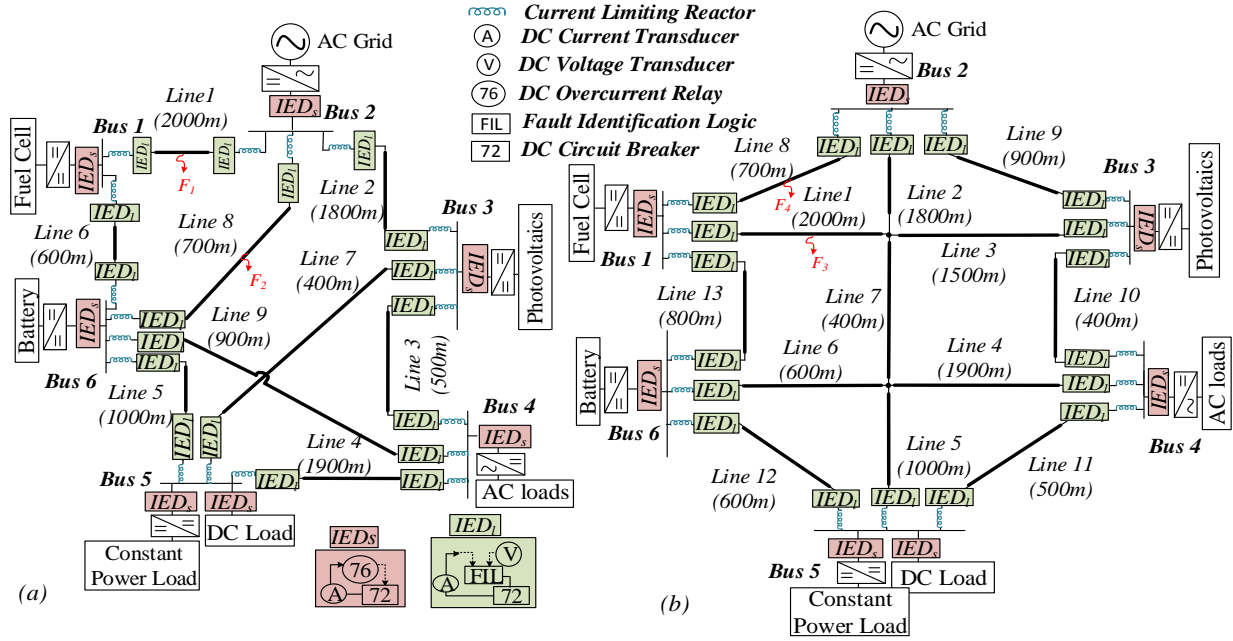 Current Limiting Reactor
A DC Current Transducer
V DC Voltage Transducer
76 DC Overcurrent Relay
FIL Fault Identification Logic
72 DC Circuit Breaker
AC Grid
IEDs
Bus 2
Line1
(2000m)
Bus 1
Fuel Cell
IEDs
IEDl
IEDl
F1
IEDl
IEDl
Line 2
(1800m)
Bus 3
IEDl
Line 6
(600m)
IEDl
Line 8
(700m)
F2
Line 7
(400m)
IEDl
IEDl
IEDs
Photovoltaics
IEDl
Battery
IEDs
Bus 6
IEDl
IEDl
IEDl
Line 9
(900m)
Line 3
(500m)
Line 5
(1000m)
IEDl
IEDl
IEDl
IEDl
IEDl
Bus 4
IEDs
AC loads
Line 4
(1900m)
IEDl
Bus 5
IEDs
IEDs
DC Load
Constant
Power Load
IEDs
76
A
72
IEDl
V
FIL
A
72
(a)
AC Grid
Bus 2
IEDs
IEDl
IEDl
IEDl
Line 8
(700m)
F4
Line 9
(900m)
Bus 3
Fuel Cell
IEDs
Bus 1
IEDl
IEDl
IEDl
Line1
(2000m)
F3
Line 2
(1800m)
Line 3
(1500m)
IEDl
IEDl
IEDl
IEDs
Photovoltaics
Line 13
(800m)
Line 7
(400m)
Line 10
(400m)
Battery
IEDs
Bus 6
IEDl
IEDl
IEDl
Line 6
(600m)
Line 4
(1900m)
IEDl
IEDl
IEDl
IEDs
AC loads
Bus 4
Line 12
(600m)
Line 5
(1000m)
Line 11
(500m)
IEDl
IEDl
IEDl
Bus 5
IEDs
IEDs
DC Load
Constant
Power Load
(b)